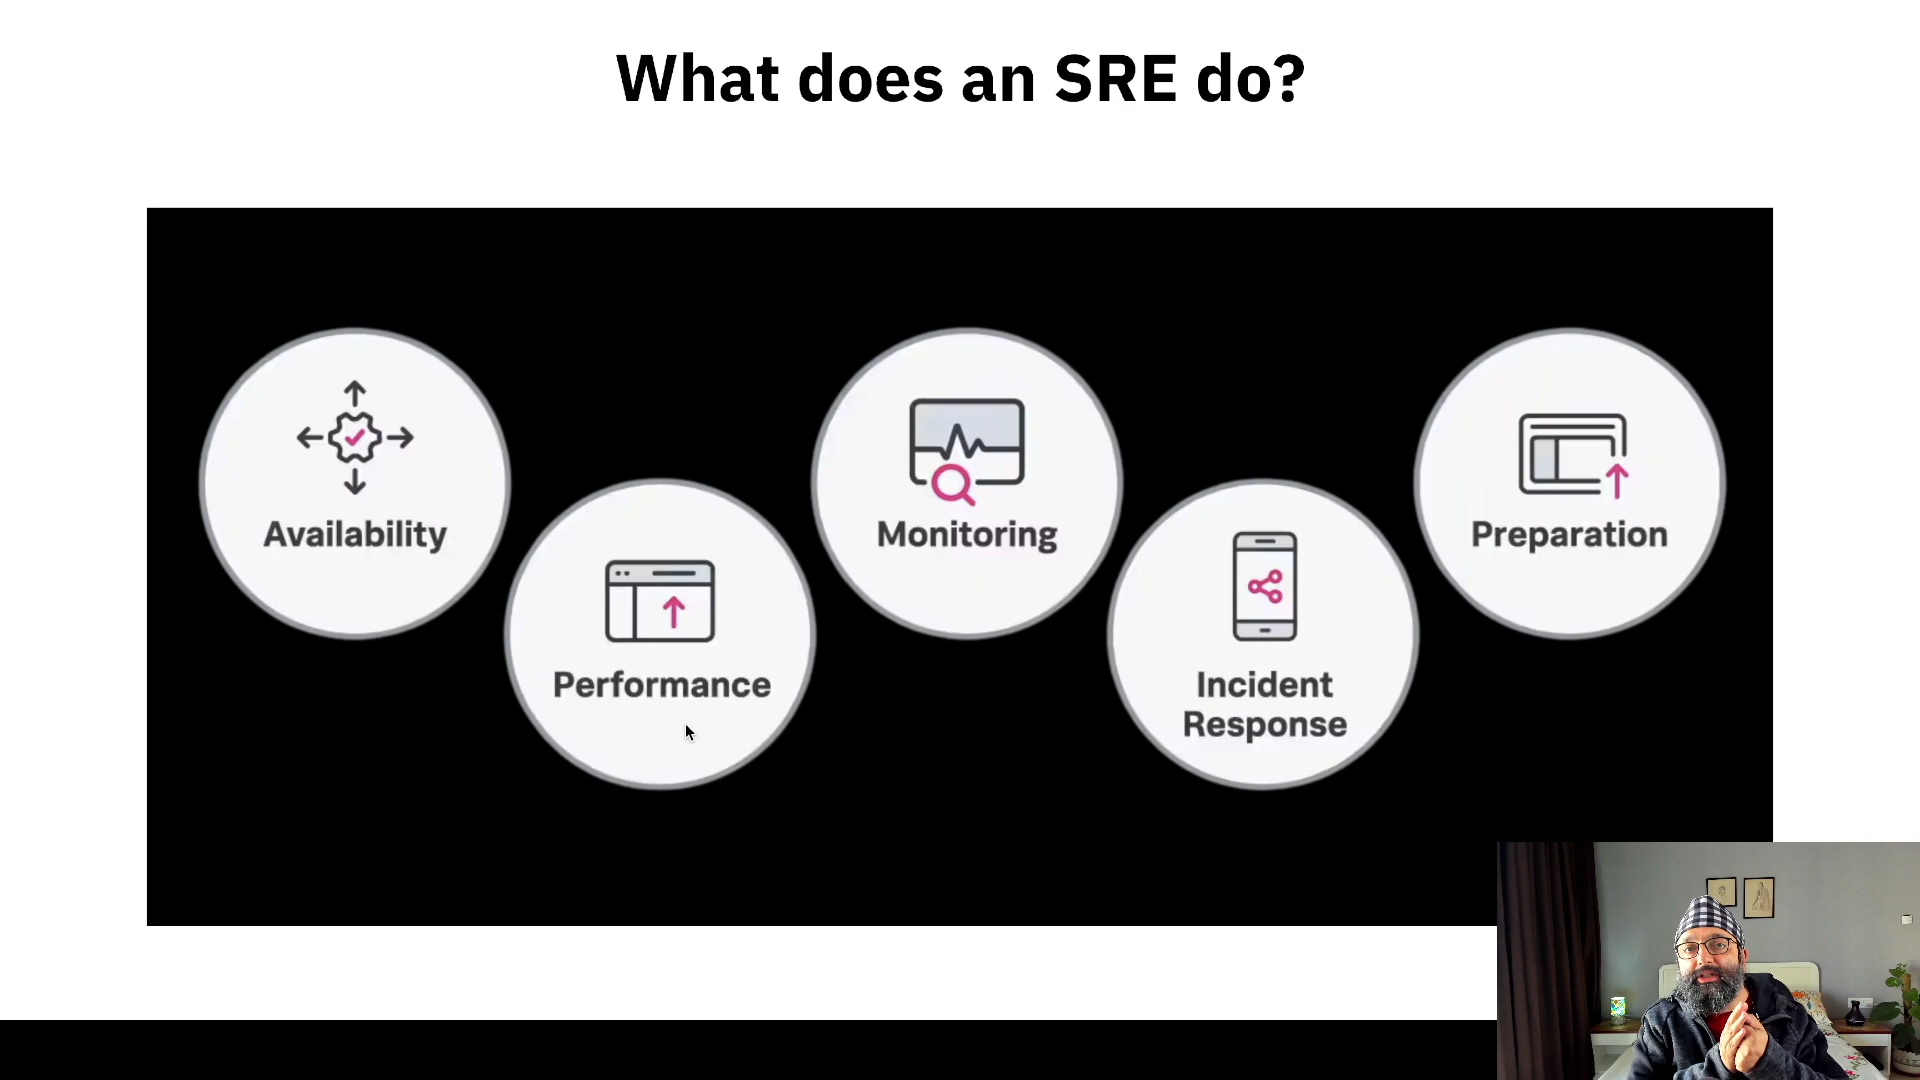 What does an SRE do?
Availability
Performance
Monitoring
Incident
Response
Preparation